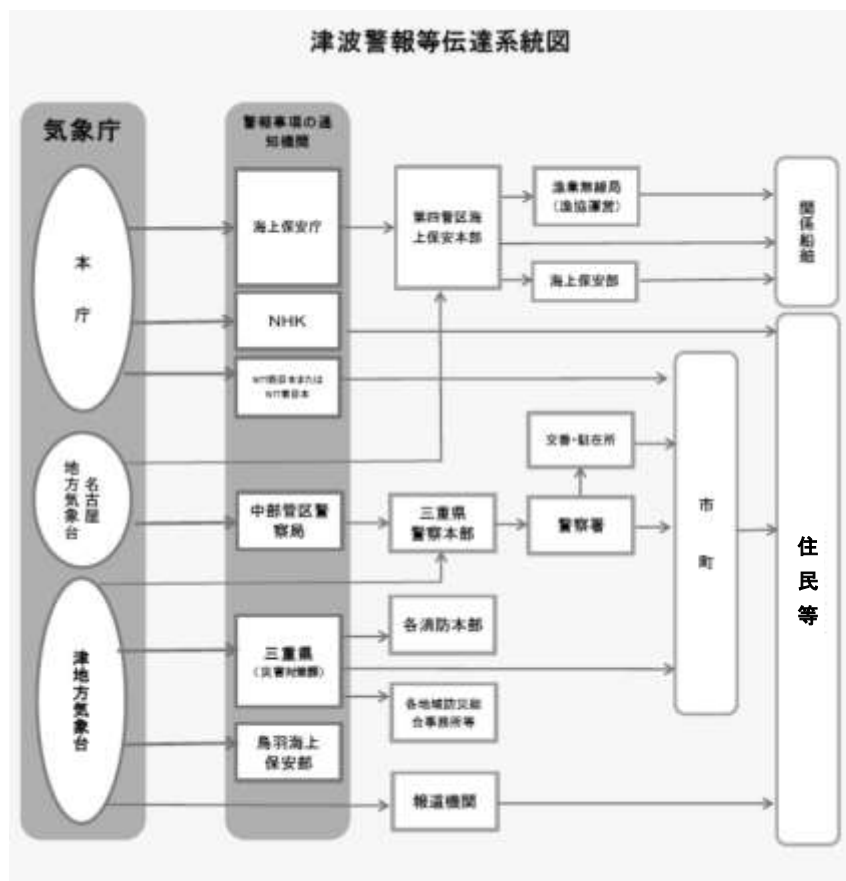 津波警報等伝達系統図
気象庁
警報事項の通
知機関
本
庁
海上保安庁
第四管区海
上保安本部
漁業無線局
(漁協運営)
海上保安部
関係船舶
NHK
NTT西日本または
NTT東日本
名古屋
地方気象台
中部管区警
察局
三重県
警察本部
警察署
交番・駐在所
市
町
住
民
等
津地方気象台
三重県
(災害対策課)
各消防本部
各地域防災総
合事務所等
鳥羽海上
保安部
報道機関